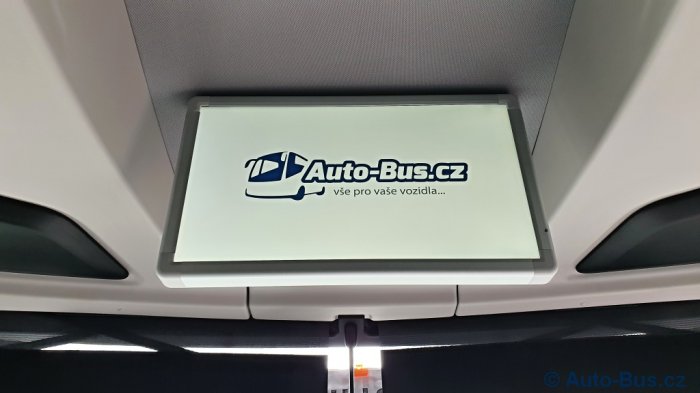 Auto-Bus.cz
vše pro vaše vozidla...
© Auto-Bus.cz